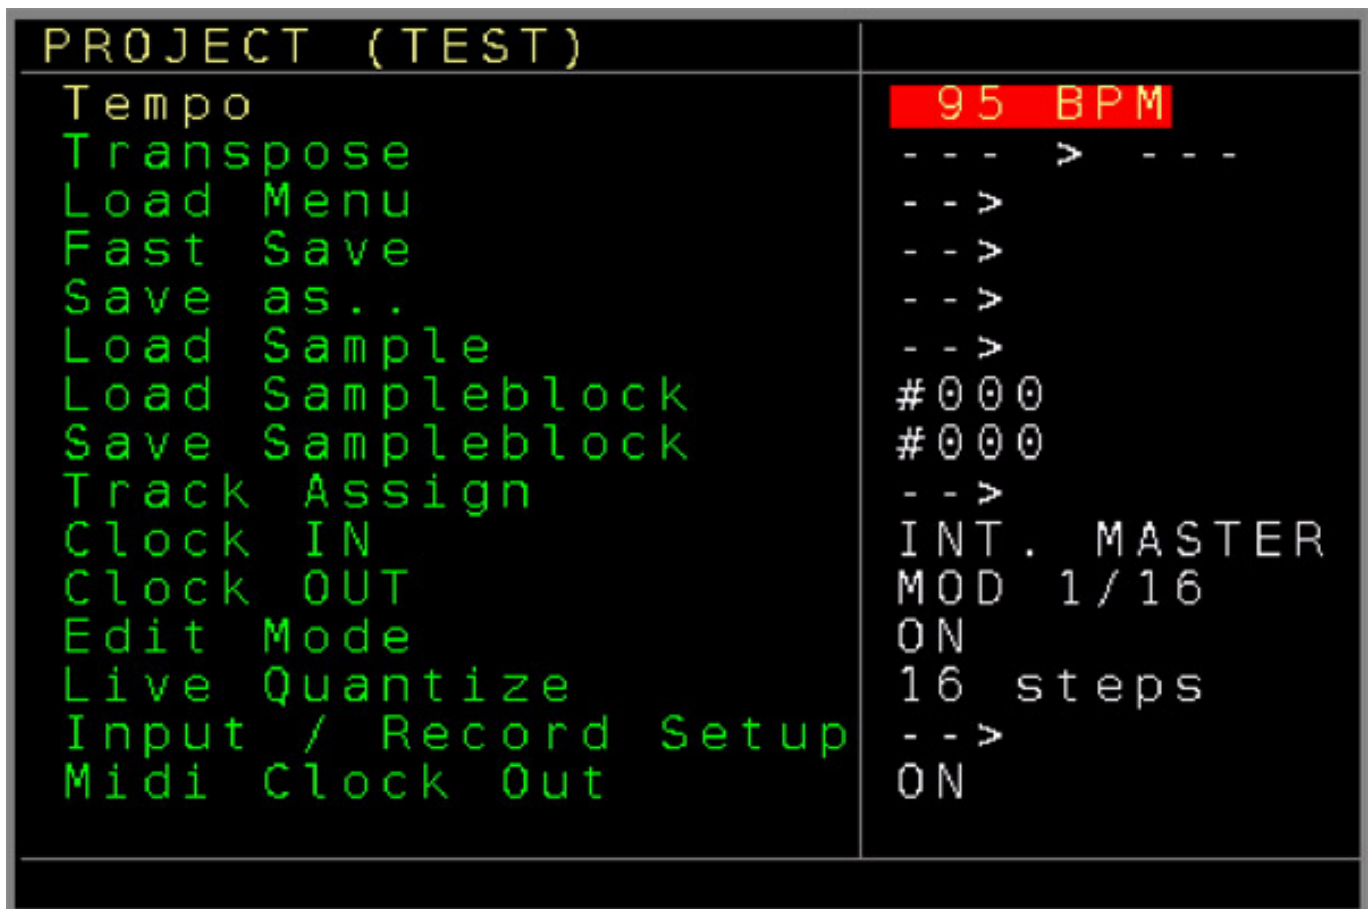 PROJECT (TEST)
Tempo 95 BPM
Transpose --- > ---
Load Menu -->
Fast Save -->
Save as.. -->
Load Sample -->
Load Sampleblock #000
Save Sampleblock #000
Track Assign -->
Clock IN INT. MASTER
Clock OUT MOD 1/16
Edit Mode ON
Live Quantize 16 steps
Input / Record Setup -->
Midi Clock Out ON